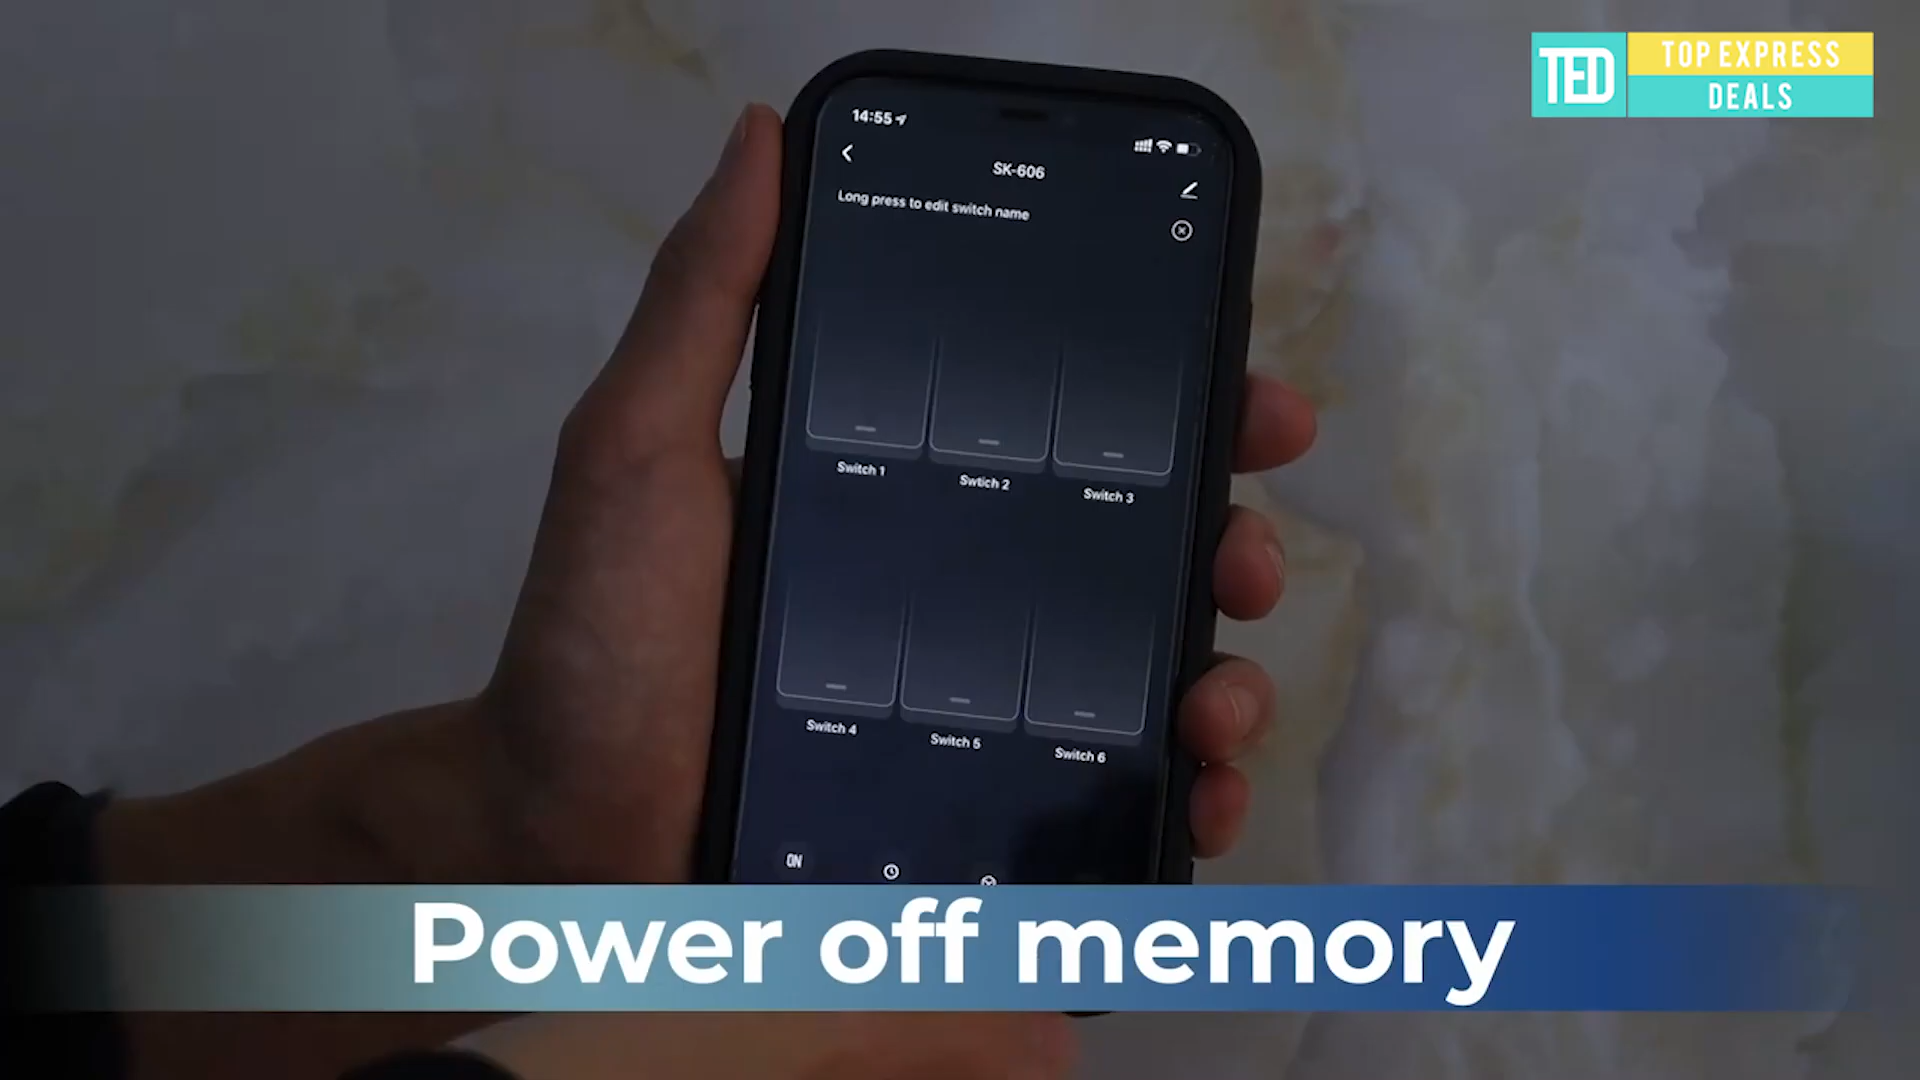 TED
TOP EXPRESS
DEALS
14:55
SK-606
Long press to edit switch name
Switch 1
Swtich 2
Switch 3
Switch 4
Switch 5
Switch 6
ON
Power off memory